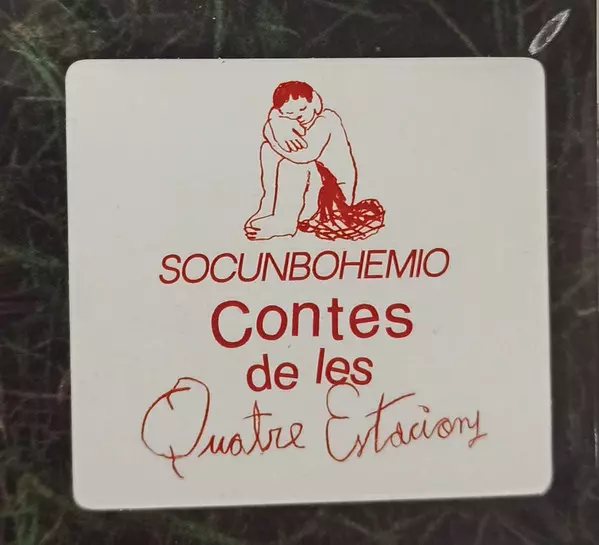 SOCUNBOHEMIO
Contes
de les
Quatre Estacions